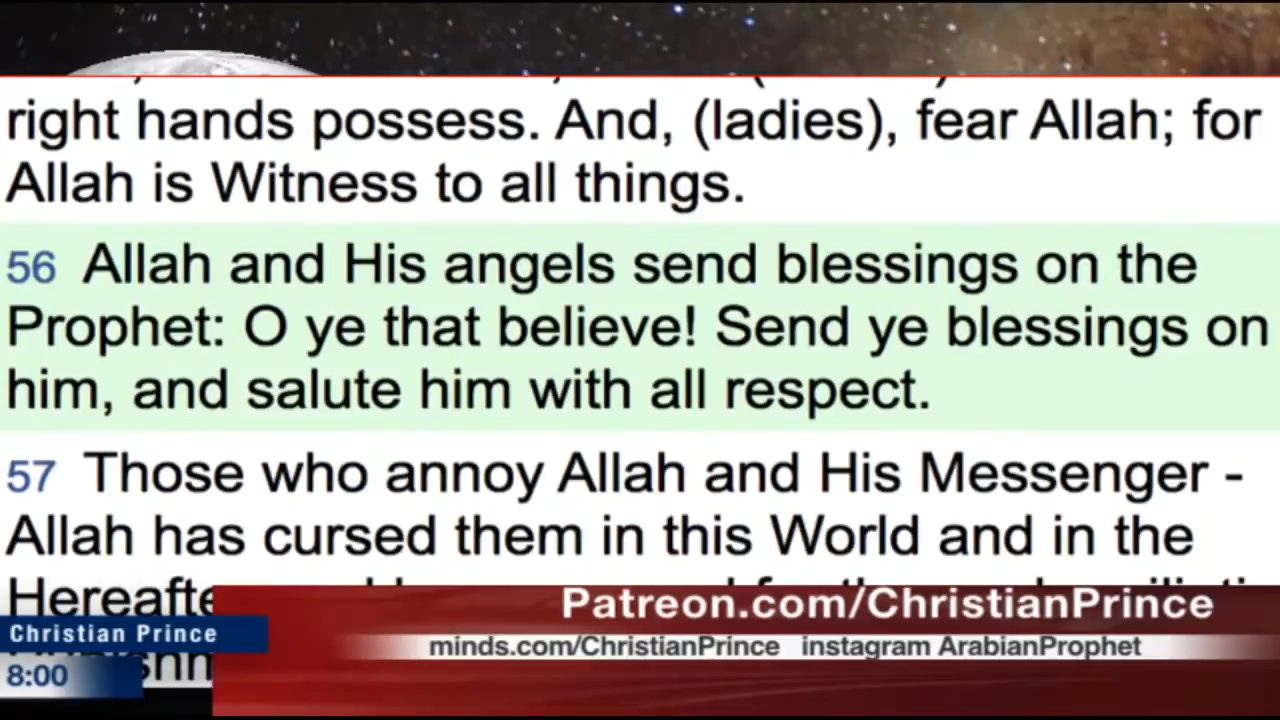 right hands possess. And, (ladies), fear Allah; for
Allah is Witness to all things.
56 Allah and His angels send blessings on the
Prophet: O ye that believe! Send ye blessings on
him, and salute him with all respect.
57 Those who annoy Allah and His Messenger -
Allah has cursed them in this World and in the
Patreon.com/ChristianPrince
Christian Prince
minds.com/ChristianPrince instagram ArabianProphet
8:00